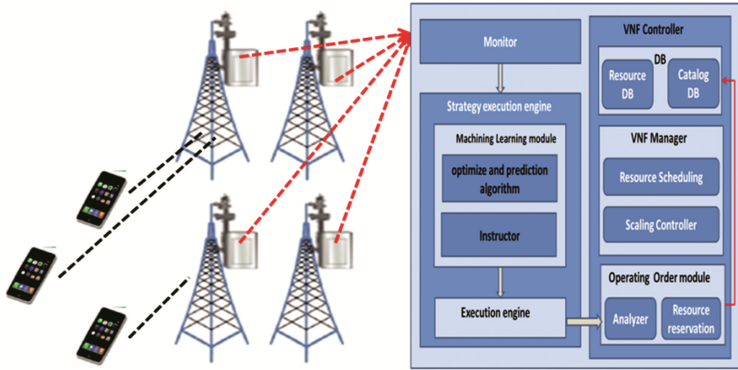 Monitor
Strategy execution engine
Machining Learning module
optimize and prediction
algorithm
Instructor
Execution engine
VNF Controller
DB
Resource
DB
Catalog
DB
VNF Manager
Resource Scheduling
Scaling Controller
Operating Order module
Analyzer
Resource
reservation